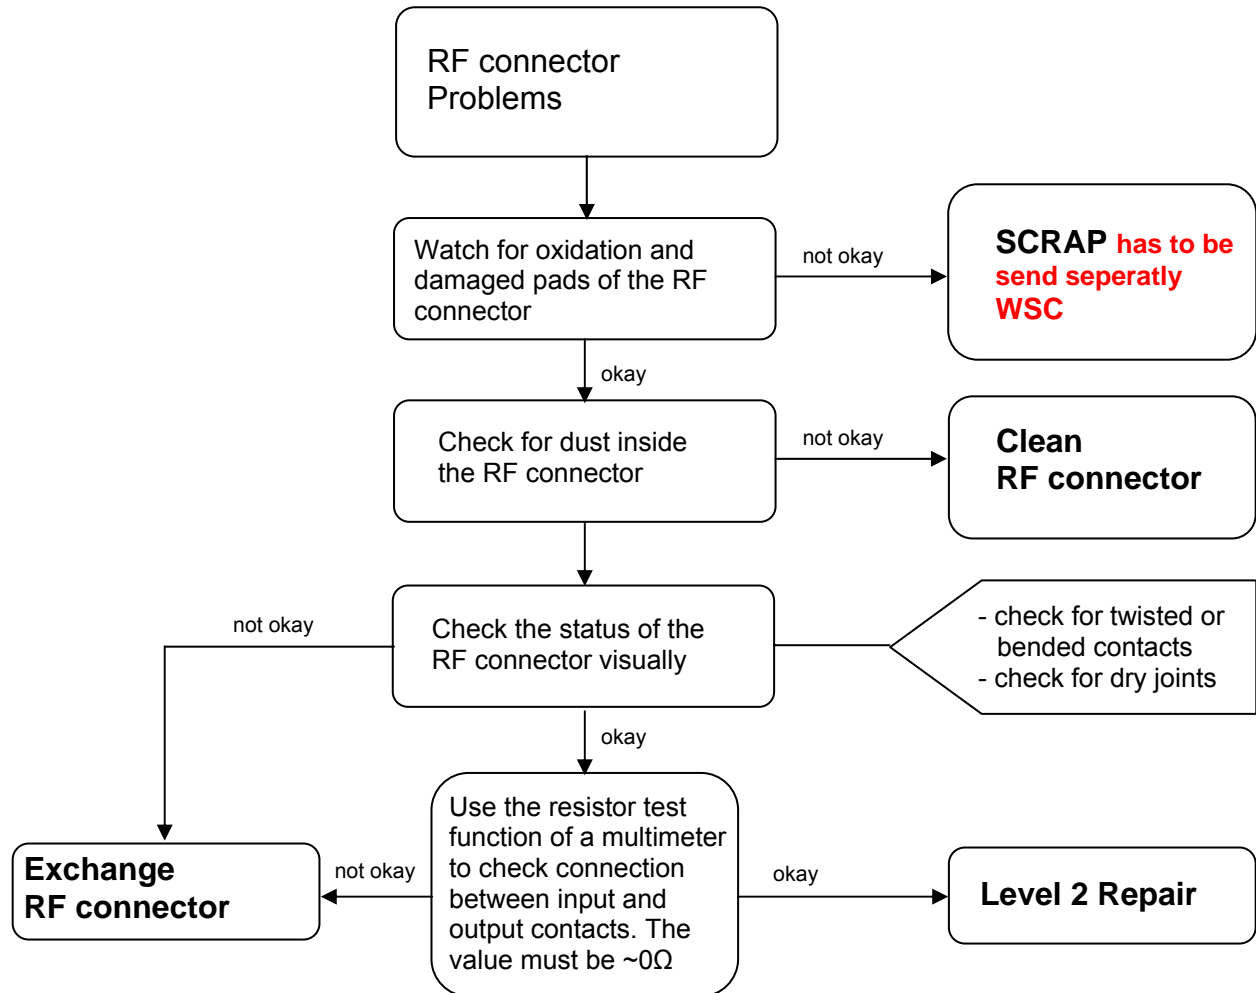 RF connector
Problems
Watch for oxidation and
damaged pads of the RF
connector
not okay
SCRAP has to be
send seperatly
WSC
okay
Check for dust inside
the RF connector
not okay
Clean
RF connector
not okay
Check the status of the
RF connector visually
- check for twisted or
bended contacts
- check for dry joints
okay
Use the resistor test
function of a multimeter
to check connection
between input and
output contacts. The
value must be ~0Ω
not okay
Exchange
RF connector
okay
Level 2 Repair